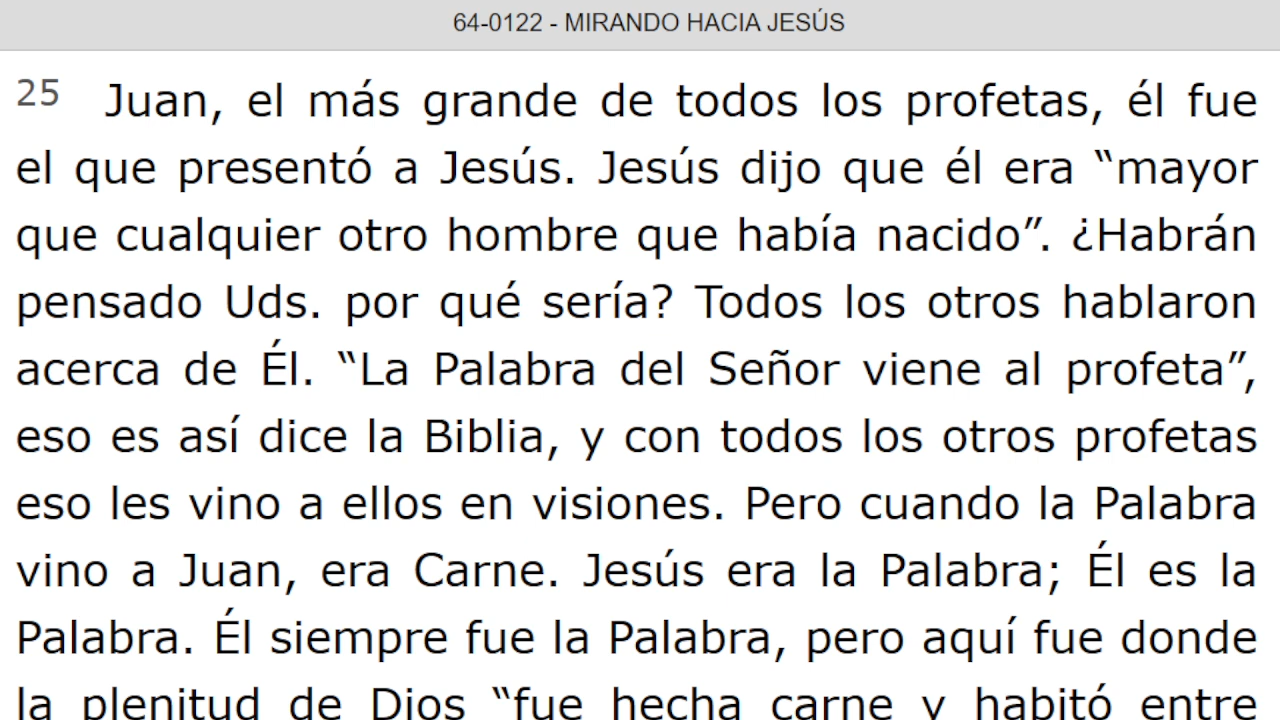 64-0122 - MIRANDO HACIA JESÚS
25 Juan, el más grande de todos los profetas, él fue
el que presentó a Jesús. Jesús dijo que él era “mayor
que cualquier otro hombre que había nacido”. ¿Habrán
pensado Uds. por qué sería? Todos los otros hablaron
acerca de Él. “La Palabra del Señor viene al profeta”,
eso es así dice la Biblia, y con todos los otros profetas
eso les vino a ellos en visiones. Pero cuando la Palabra
vino a Juan, era Carne. Jesús era la Palabra; Él es la
Palabra. Él siempre fue la Palabra, pero aquí fue donde
la plenitud de Dios “fue hecha carne y habitó entre